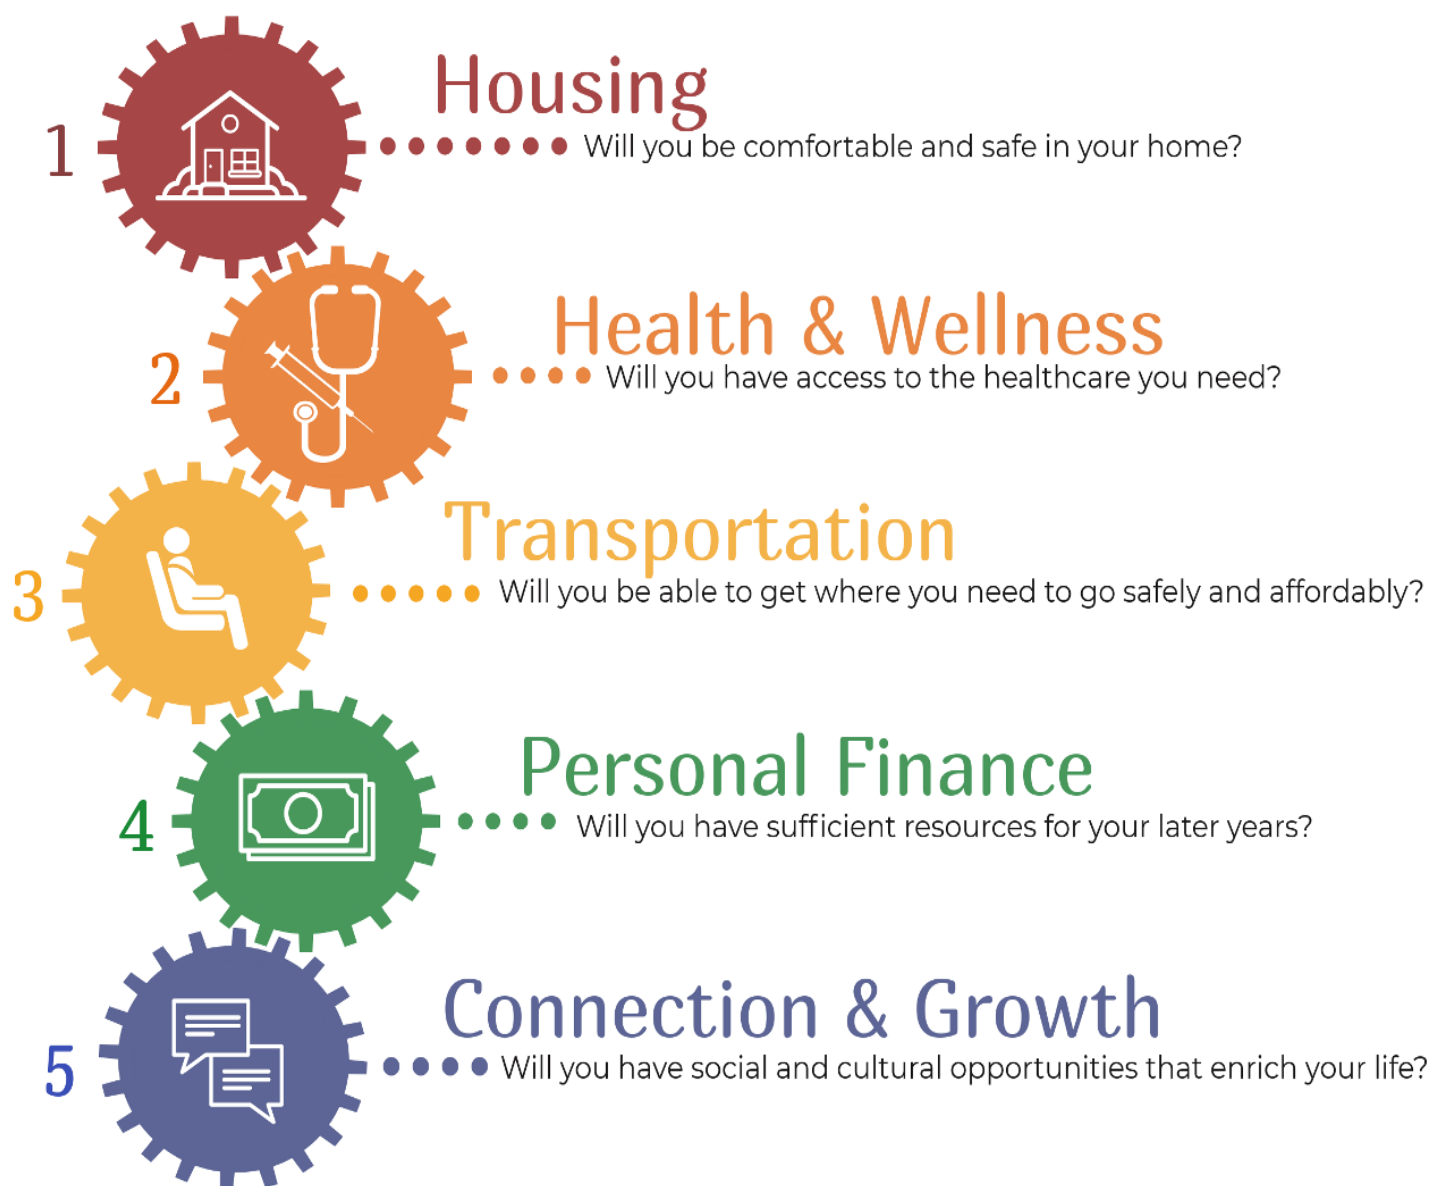 1
Housing
Will you be comfortable and safe in your home?
2
Health & Wellness
Will you have access to the healthcare you need?
3
Transportation
Will you be able to get where you need to go safely and affordably?
4
Personal Finance
Will you have sufficient resources for your later years?
5
Connection & Growth
Will you have social and cultural opportunities that enrich your life?